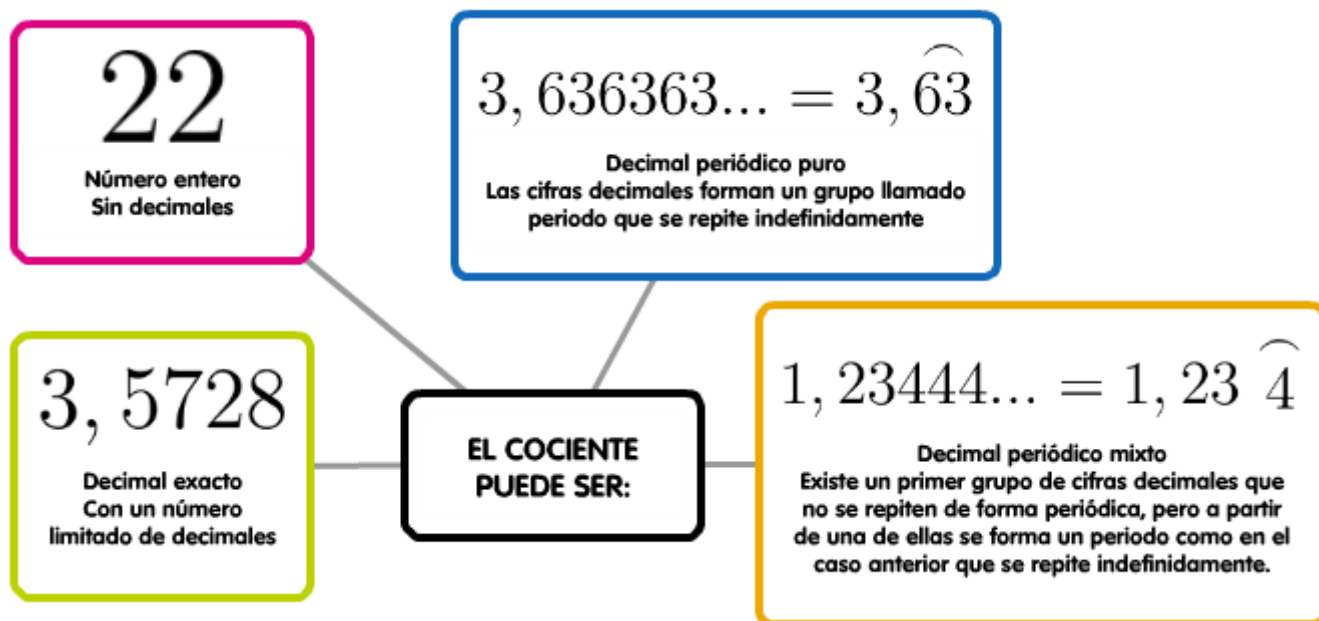 22
Número entero
Sin decimales
3, 636363... = 3, 6͡3
Decimal periódico puro
Las cifras decimales forman un grupo llamado
periodo que se repite indefinidamente
3, 5728
Decimal exacto
Con un número
limitado de decimales
EL COCIENTE
PUEDE SER:
1, 23444... = 1, 23 4̑
Decimal periódico mixto
Existe un primer grupo de cifras decimales que
no se repiten de forma periódica, pero a partir
de una de ellas se forma un periodo como en el
caso anterior que se repite indefinidamente.